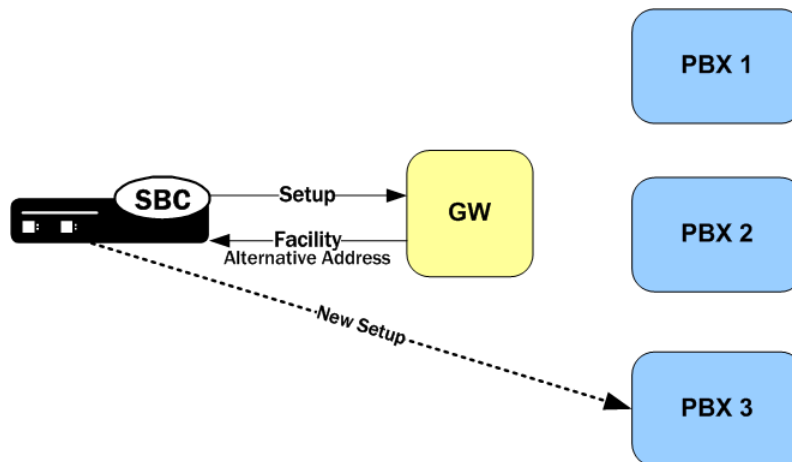 PBX 1
SBC
Setup
GW
PBX 2
Facility
Alternative Address
New Setup
PBX 3